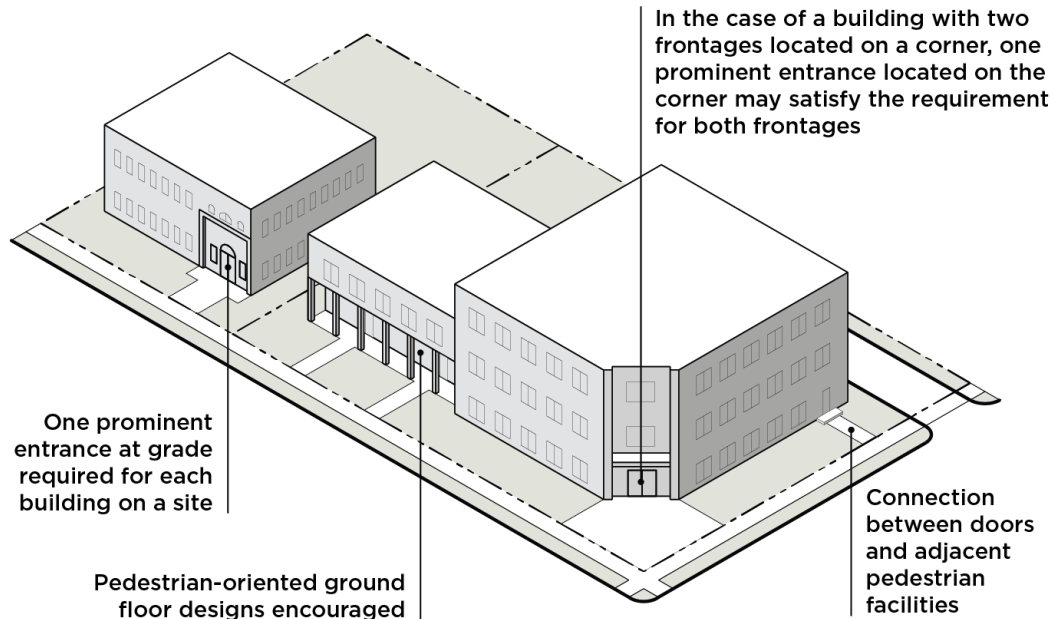 In the case of a building with two
frontages located on a corner, one
prominent entrance located on the
corner may satisfy the requirement
for both frontages
One prominent
entrance at grade
required for each
building on a site
Pedestrian-oriented ground
floor designs encouraged
Connection
between doors
and adjacent
pedestrian
facilities